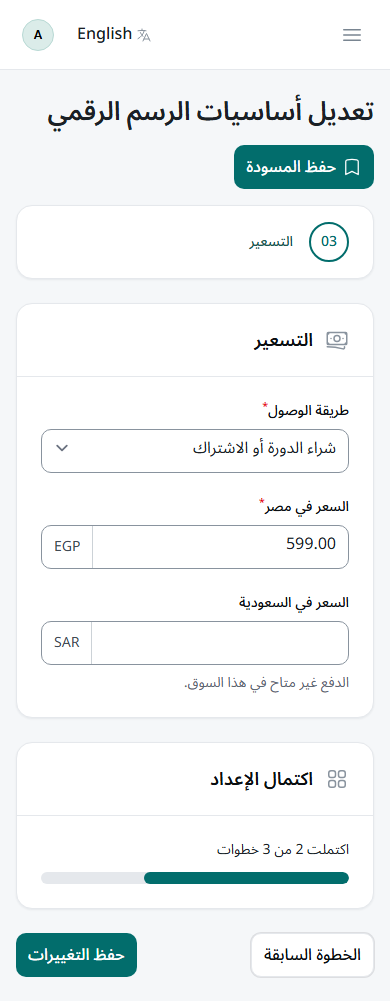 English
A
تعديل أساسيات الرسم الرقمي
حفظ المسودة
03
التسعير
التسعير
طريقة الوصول*
شراء الدورة أو الاشتراك
السعر في مصر*
599.00
EGP
السعر في السعودية
SAR
الدفع غير متاح في هذا السوق.
اكتمال الإعداد
اكتملت 2 من 3 خطوات
الخطوة السابقة
حفظ التغييرات